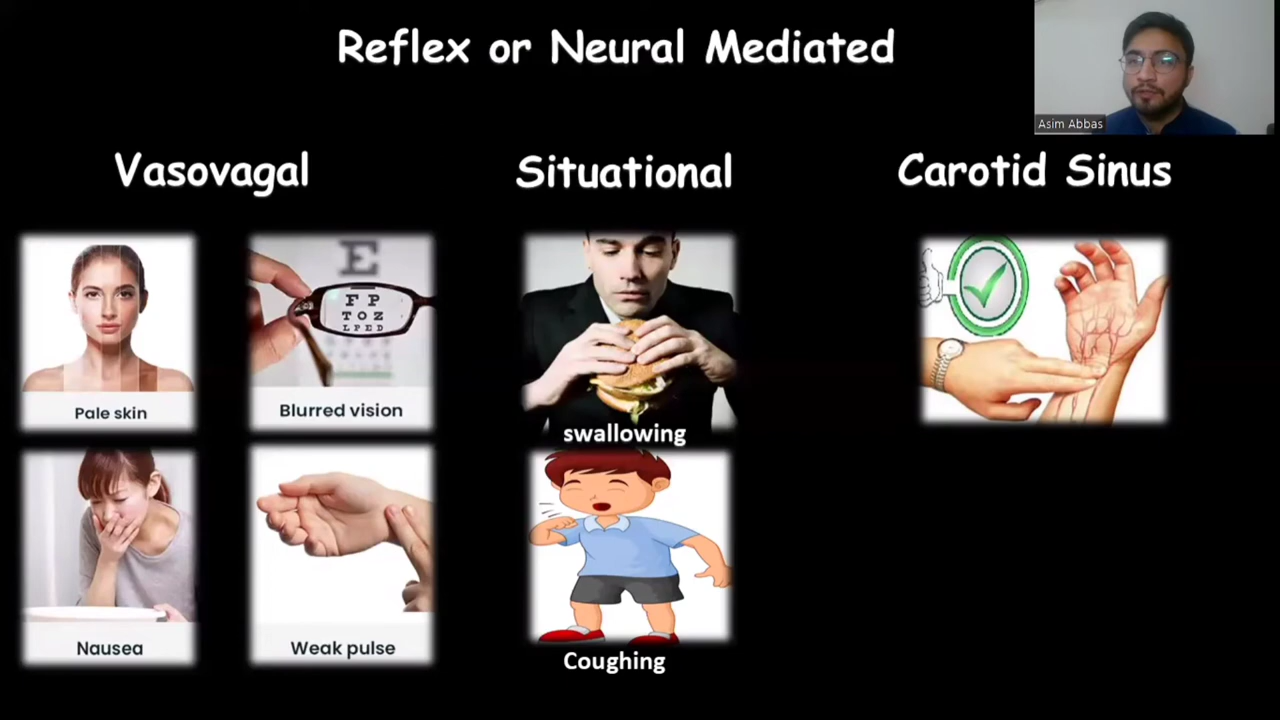 Reflex or Neural Mediated
Asim Abbas
Vasovagal
Situational
Carotid Sinus
E
F P
T O Z
L P E D
Pale skin
Blurred vision
swallowing
Nausea
Weak pulse
Coughing